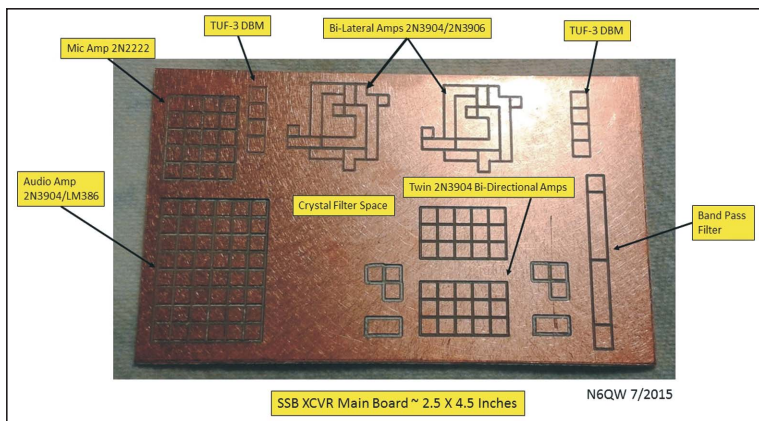 TUF-3 DBM
Bi-Lateral Amps 2N3904/2N3906
TUF-3 DBM
Mic Amp 2N2222
Audio Amp
2N3904/LM386
Twin 2N3904 Bi-Directional Amps
Crystal Filter Space
Band Pass
Filter
SSB XCVR Main Board ~ 2.5 X 4.5 Inches
N6QW 7/2015